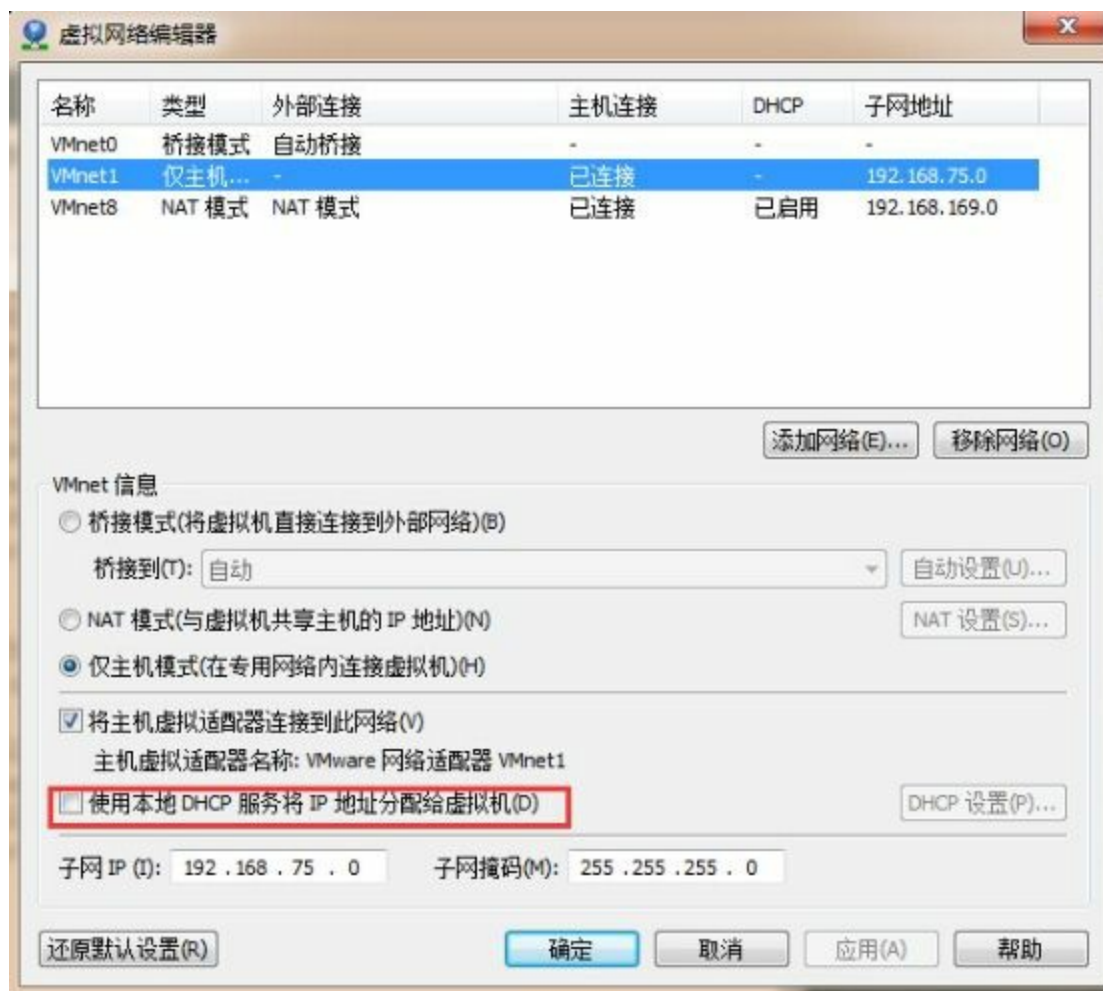 虚拟网络编辑器
名称 类型 外部连接 主机连接 DHCP 子网地址
VMnet0 桥接模式 自动桥接 - - -
VMnet1 仅主机... - 已连接 - 192.168.75.0
VMnet8 NAT 模式 NAT 模式 已连接 已启用 192.168.169.0
添加网络(E)... 移除网络(O)
VMnet 信息
桥接模式(将虚拟机直接连接到外部网络)(B)
桥接到(T): 自动 自动设置(U)...
NAT 模式(与虚拟机共享主机的 IP 地址)(N) NAT 设置(S)...
仅主机模式(在专用网络内连接虚拟机)(H)
将主机虚拟适配器连接到此网络(V)
主机虚拟适配器名称: VMware 网络适配器 VMnet1
使用本地 DHCP 服务将 IP 地址分配给虚拟机(D) DHCP 设置(P)...
子网 IP (I): 192 . 168 . 75 . 0 子网掩码(M): 255 . 255 . 255 . 0
还原默认设置(R) 确定 取消 应用(A) 帮助